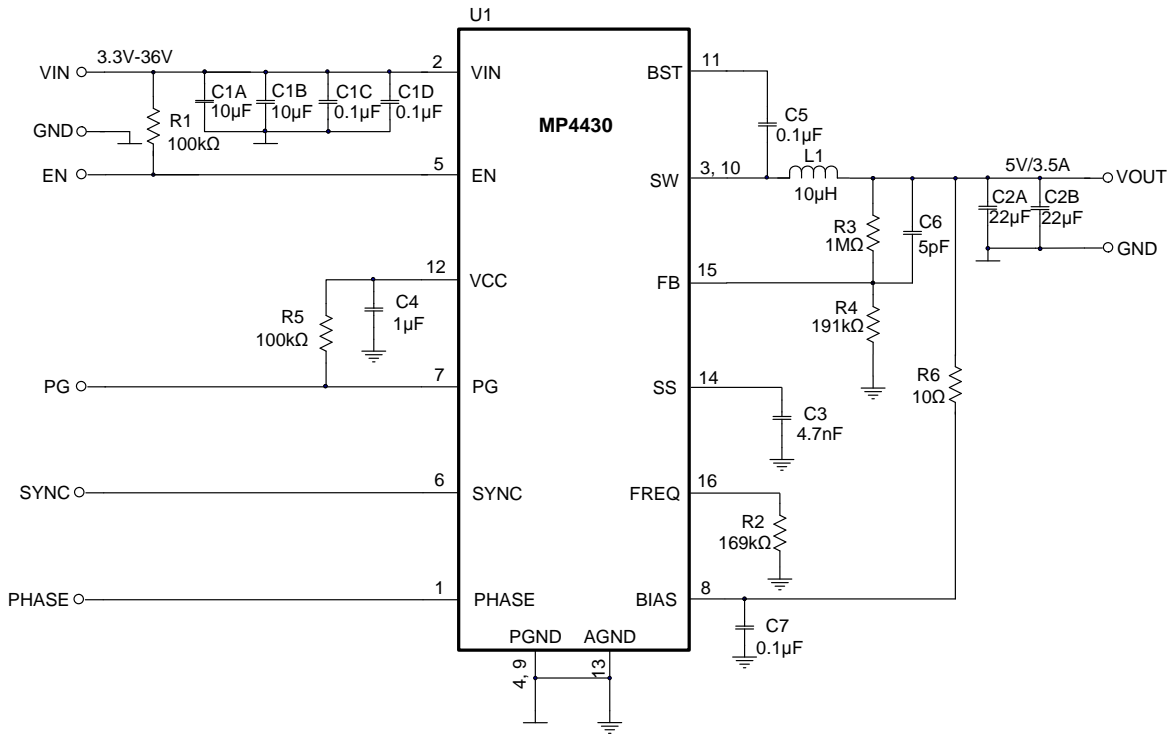 U1
3.3V-36V
VIN
2
VIN
BST
11
C1A
10µF
C1B
10µF
C1C
0.1µF
C1D
0.1µF
MP4430
C5
0.1µF
GND
R1
100kΩ
EN
5
EN
SW
3, 10
L1
10µH
5V/3.5A
VOUT
C2A
22µF
C2B
22µF
R3
1MΩ
C6
5pF
GND
12
VCC
FB
15
C4
1µF
R5
100kΩ
R4
191kΩ
PG
7
PG
SS
14
R6
10Ω
C3
4.7nF
SYNC
6
SYNC
FREQ
16
R2
169kΩ
PHASE
1
PHASE
BIAS
8
C7
0.1µF
PGND
AGND
4, 9
13